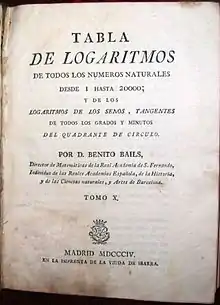 TABLA
DE LOGARITMOS
DE TODOS LOS NUMEROS NATURALES
DESDE 1 HASTA 20000;
Y DE LOS
LOGARITMOS DE LOS SENOS, TANGENTES
DE TODOS LOS GRADOS Y MINUTOS
DEL QUADRANTE DE CIRCULO.
POR D. BENITO BAILS,
Director de Matemáticas de la Real Academia de S. Fernando,
Individuo de las Reales Academias Española, de la Historia,
y de las Ciencias naturales, y Artes de Barcelona.
TOMO X.
MADRID MDCCCIV.
EN LA IMPRENTA DE LA VIUDA DE IBARRA.